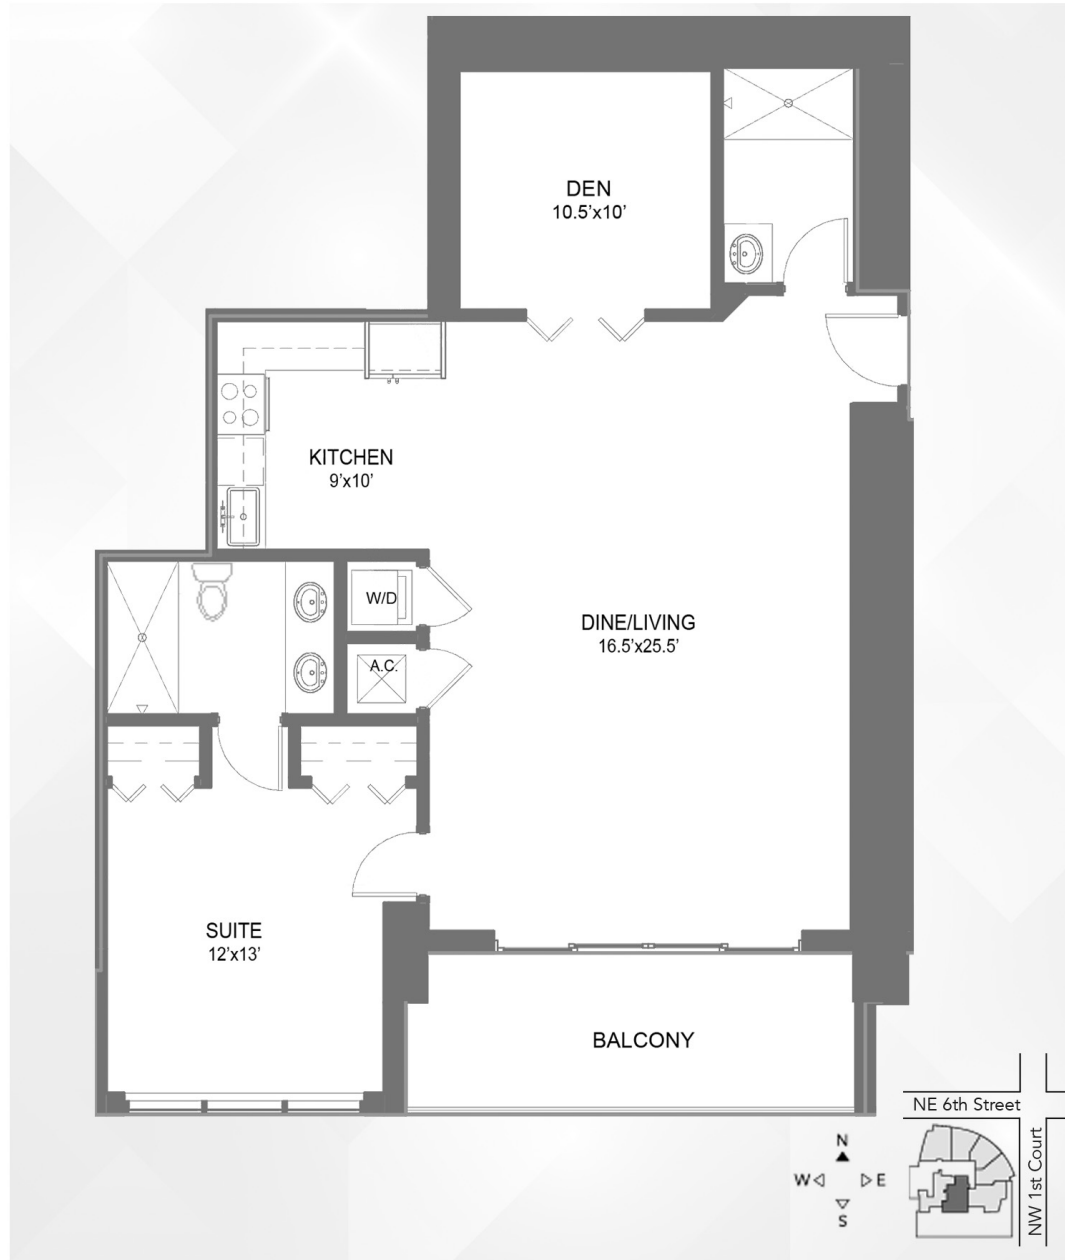 DEN
10.5'x10'
KITCHEN
9'x10'
W/D
A.C.
DINE/LIVING
16.5'x25.5'
SUITE
12'x13'
BALCONY
NE 6th Street
NW 1st Court
N
W E
S